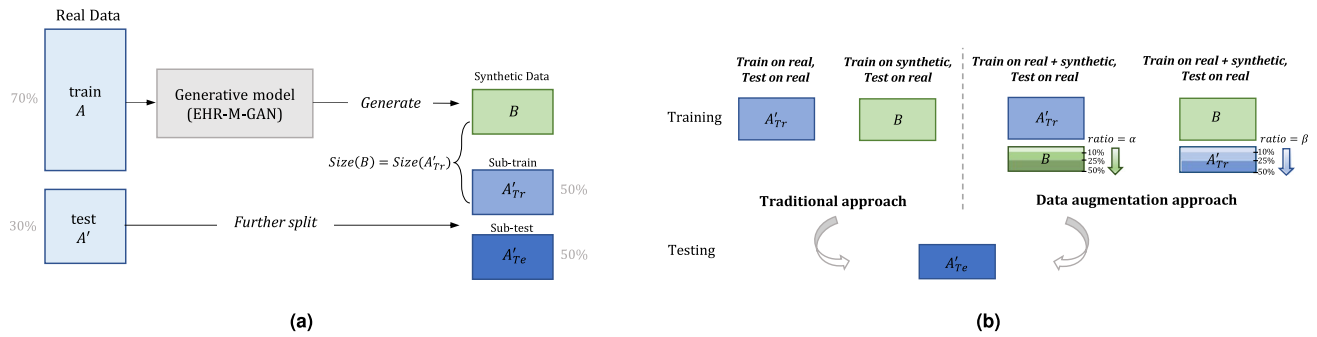 Real Data
70%
train
A
Generative model
(EHR-M-GAN)
Generate
Synthetic Data
B
Size(B) = Size(A′Tr)
Sub-train
A′Tr
50%
30%
test
A′
Further split
Sub-test
A′Te
50%
(a)
Train on real,
Test on real
Train on synthetic,
Test on real
Train on real + synthetic,
Test on real
Train on real + synthetic,
Test on real
Training
A′Tr
B
A′Tr
B
ratio = α
B
10%
25%
50%
ratio = β
A′Tr
10%
25%
50%
Traditional approach
Data augmentation approach
Testing
A′Te
(b)